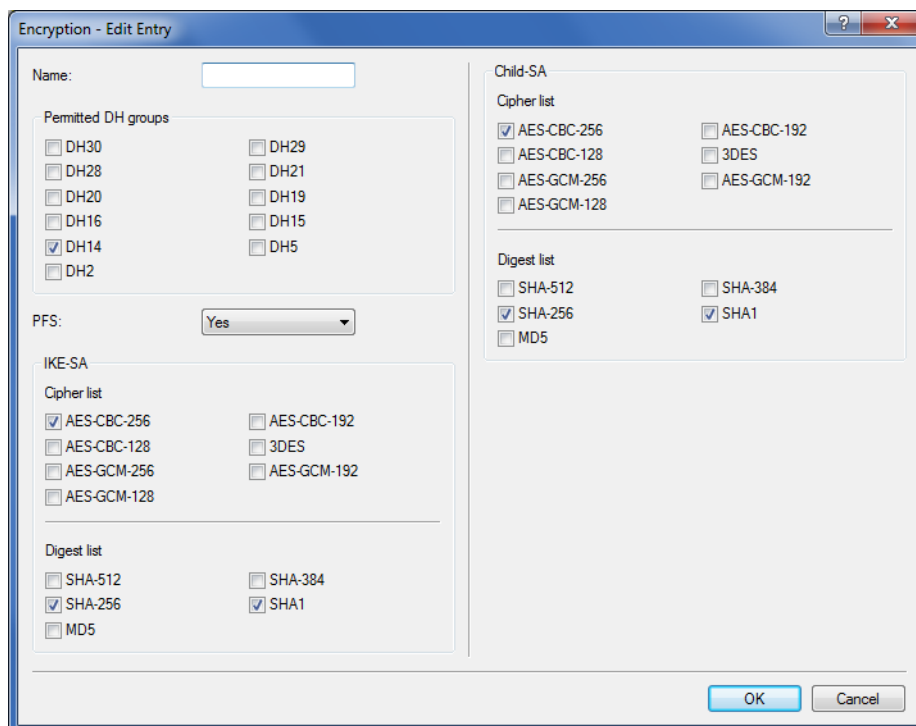 Encryption - Edit Entry
Name:
Permitted DH groups
DH30 DH29
DH28 DH21
DH20 DH19
DH16 DH15
DH14 DH5
DH2
PFS: Yes
IKE-SA
Cipher list
AES-CBC-256 AES-CBC-192
AES-CBC-128 3DES
AES-GCM-256 AES-GCM-192
AES-GCM-128
Digest list
SHA-512 SHA-384
SHA-256 SHA1
MD5
Child-SA
Cipher list
AES-CBC-256 AES-CBC-192
AES-CBC-128 3DES
AES-GCM-256 AES-GCM-192
AES-GCM-128
Digest list
SHA-512 SHA-384
SHA-256 SHA1
MD5
OK Cancel